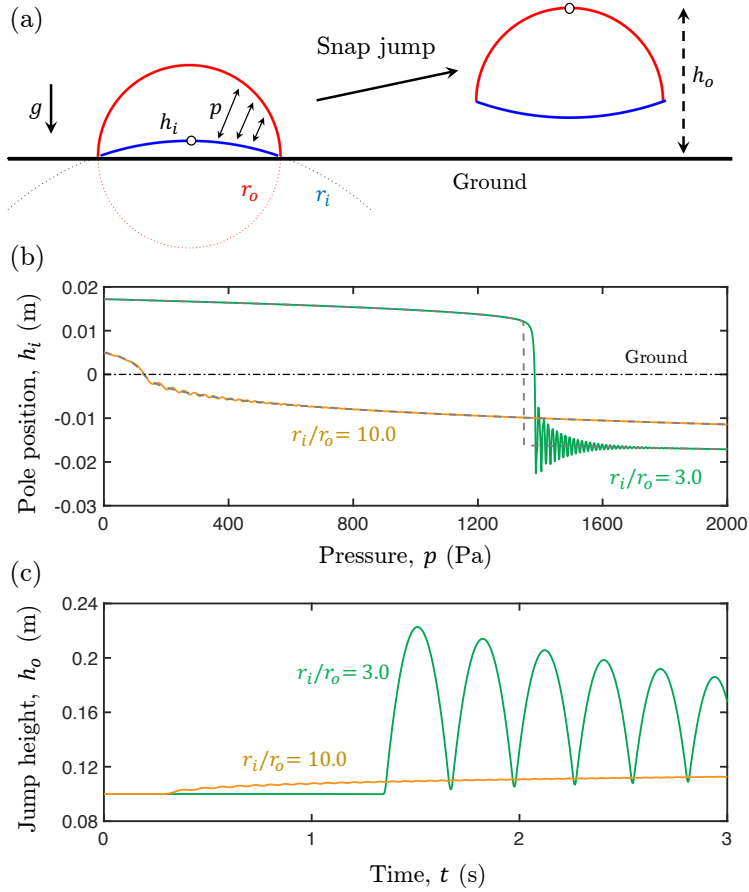 (a)
Snap jump
g
h_i
p
h_o
r_o
r_i
Ground
(b)
0.02
0.01
0
-0.01
-0.02
-0.03
Pole position, h_i (m)
Ground
r_i/r_o = 10.0
r_i/r_o = 3.0
0 400 800 1200 1600 2000
Pressure, p (Pa)
(c)
0.24
0.2
0.16
0.12
0.08
Jump height, h_o (m)
r_i/r_o = 3.0
r_i/r_o = 10.0
0 1 2 3
Time, t (s)